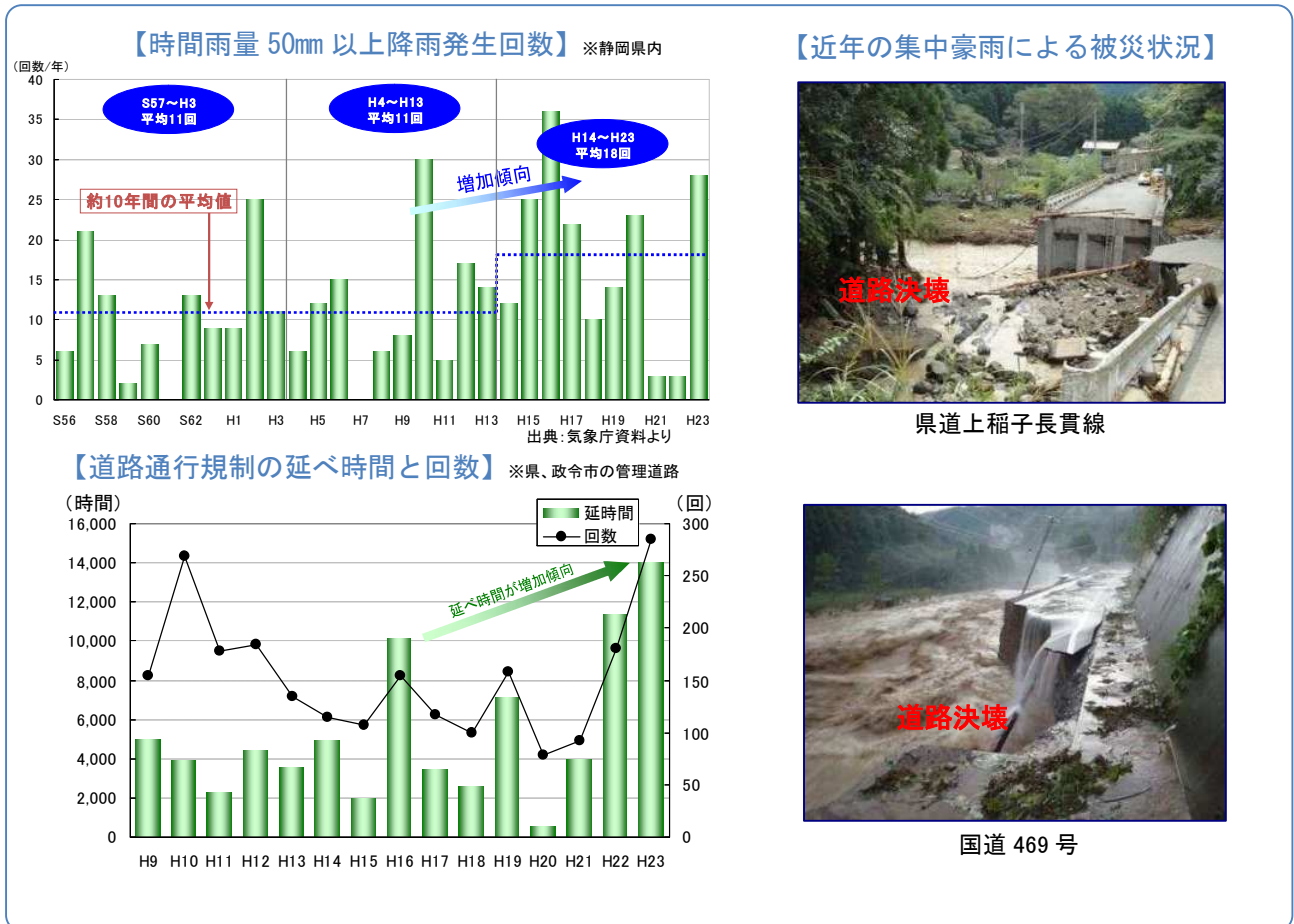 【時間雨量 50mm 以上降雨発生回数】 ※静岡県内
(回数/年)
40
35
30
25
20
15
10
5
0
S57～H3
平均11回
H4～H13
平均11回
H14～H23
平均18回
増加傾向
約10年間の平均値
S56 S58 S60 S62 H1 H3 H5 H7 H9 H11 H13 H15 H17 H19 H21 H23
出典：気象庁資料より
【道路通行規制の延べ時間と回数】 ※県、政令市の管理道路
(時間)
(回)
延時間
回数
16,000
14,000
12,000
10,000
8,000
6,000
4,000
2,000
0
300
250
200
150
100
50
0
延べ時間が増加傾向
H9 H10 H11 H12 H13 H14 H15 H16 H17 H18 H19 H20 H21 H22 H23
【近年の集中豪雨による被災状況】
道路決壊
県道上稲子長貫線
道路決壊
国道 469 号